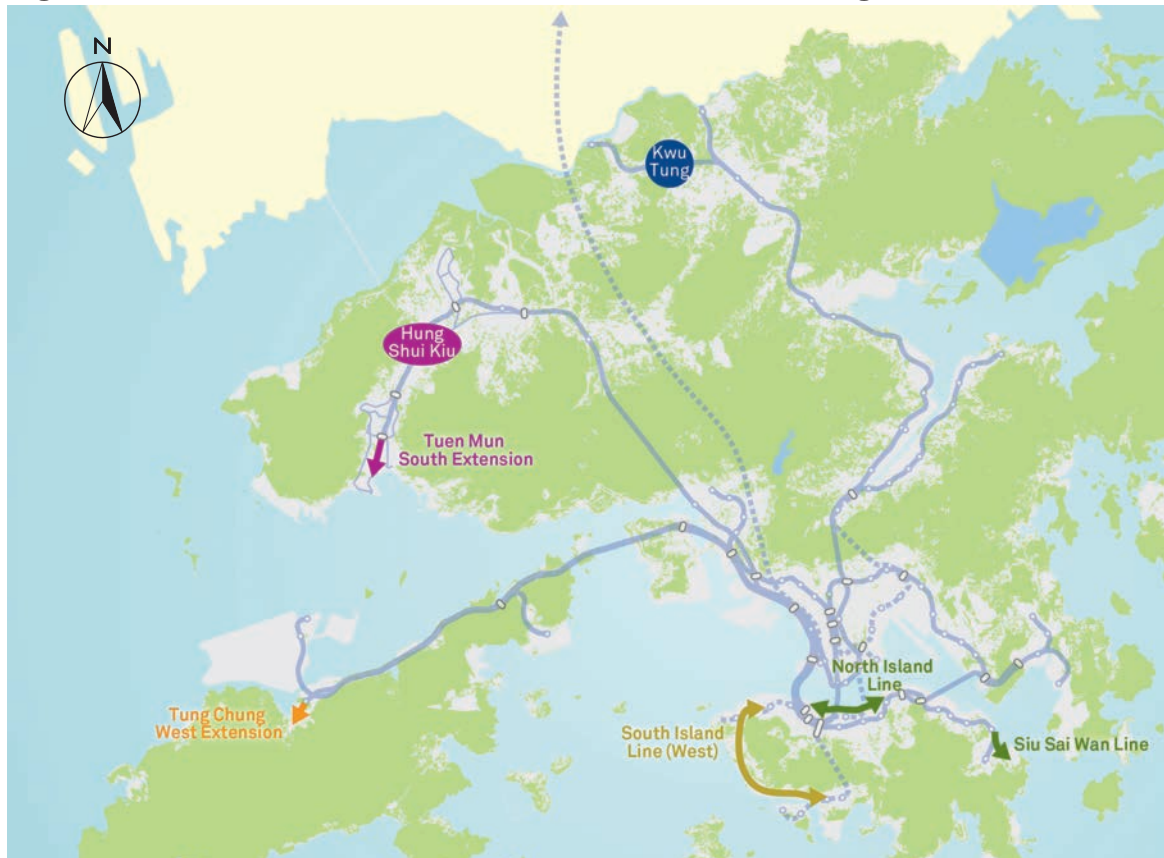 N
Kwu
Tung
Hung
Shui Kiu
Tuen Mun
South Extension
North Island
Line
Tung Chung
West Extension
South Island
Line (West)
Siu Sai Wan Line